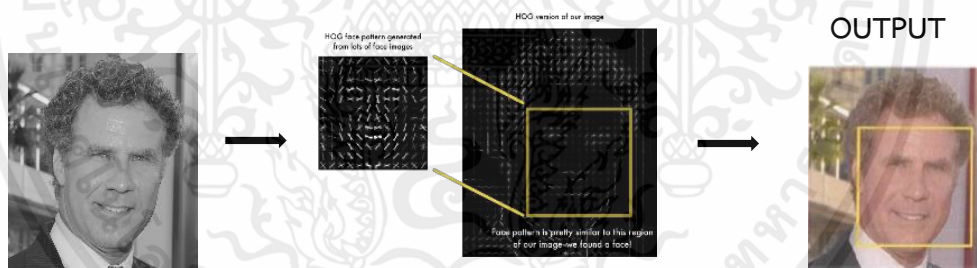 HOG face pattern generated
from lots of face images
HOG version of our image
Face pattern is pretty similar to this region
of our image-we found a face!
OUTPUT